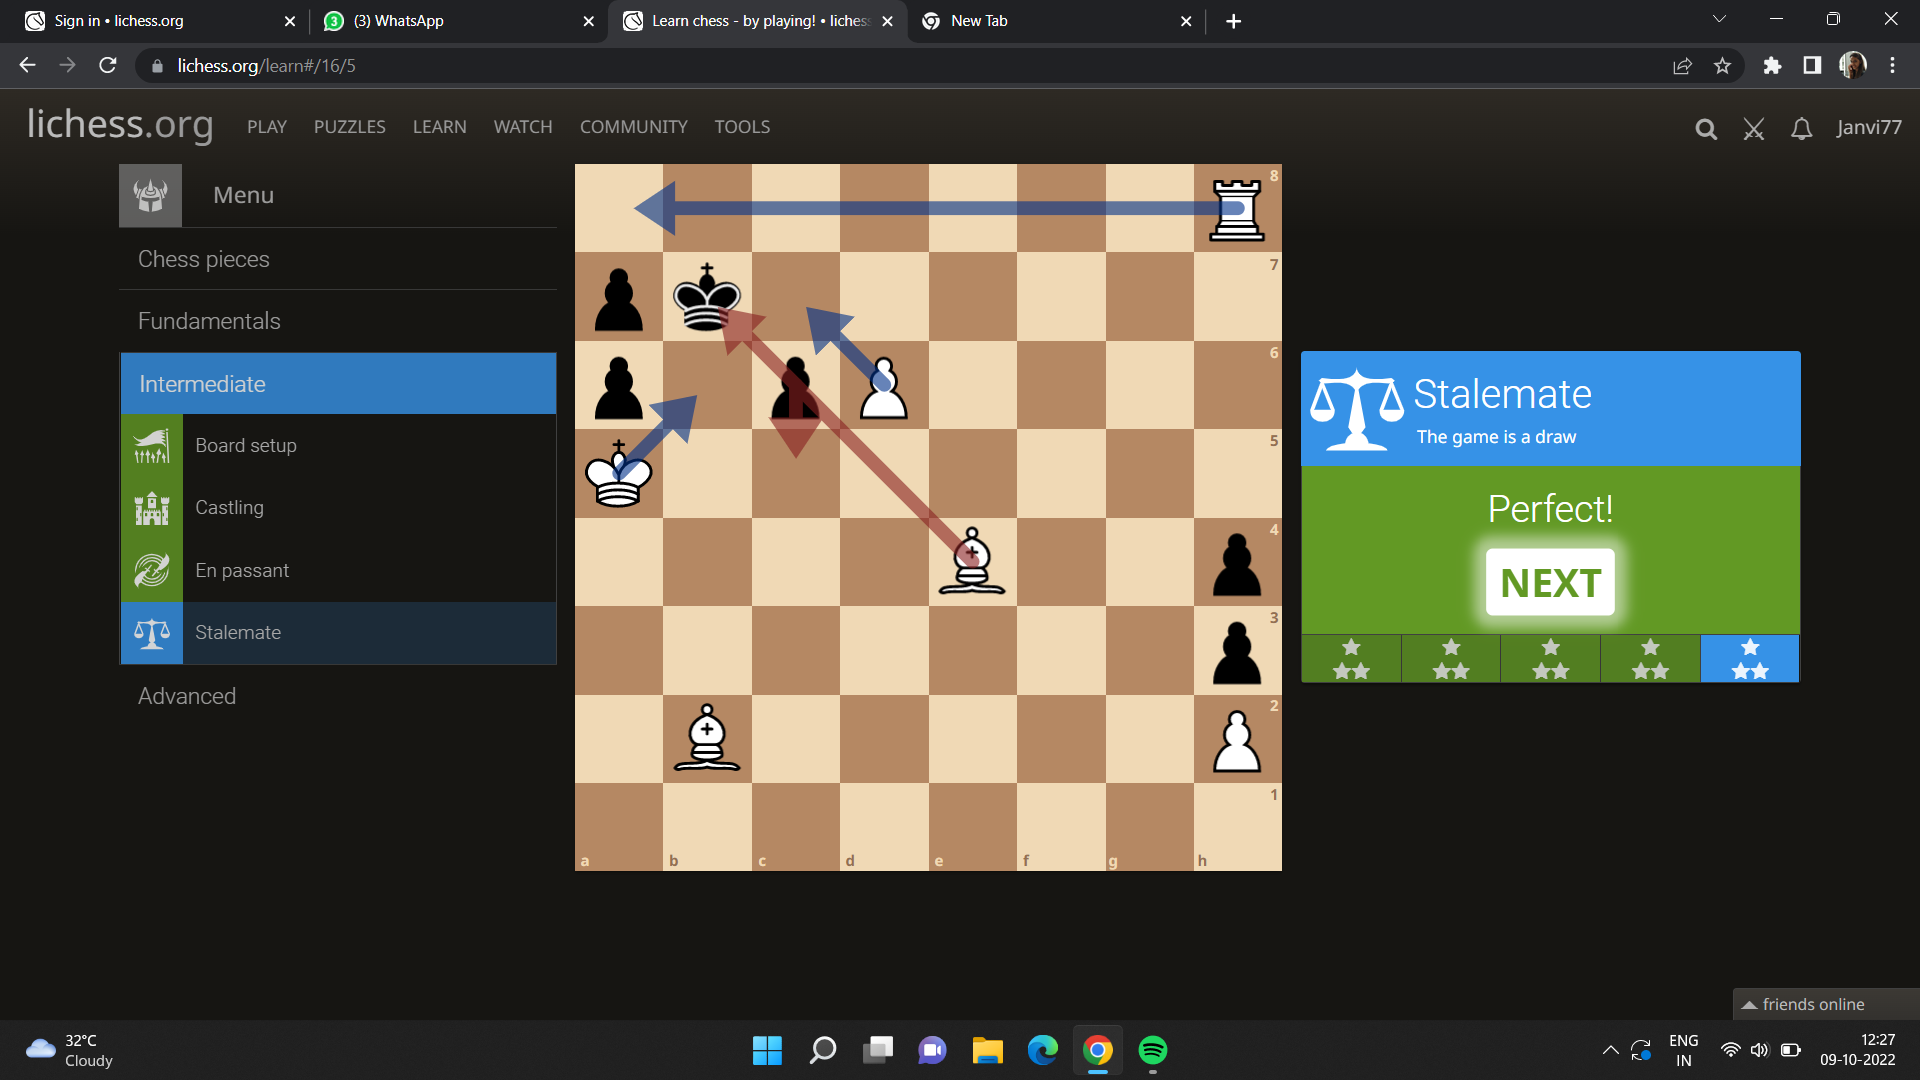 Sign in • lichess.org
3
(3) WhatsApp
Learn chess - by playing! • lichess
New Tab
lichess.org/learn#/16/5
lichess.org
PLAY
PUZZLES
LEARN
WATCH
COMMUNITY
TOOLS
Janvi77
Menu
Chess pieces
Fundamentals
Intermediate
Board setup
Castling
En passant
Stalemate
Advanced
8
7
6
5
4
3
2
1
a b c d e f g h
Stalemate
The game is a draw
Perfect!
NEXT
friends online
32°C
Cloudy
ENG
IN
12:27
09-10-2022